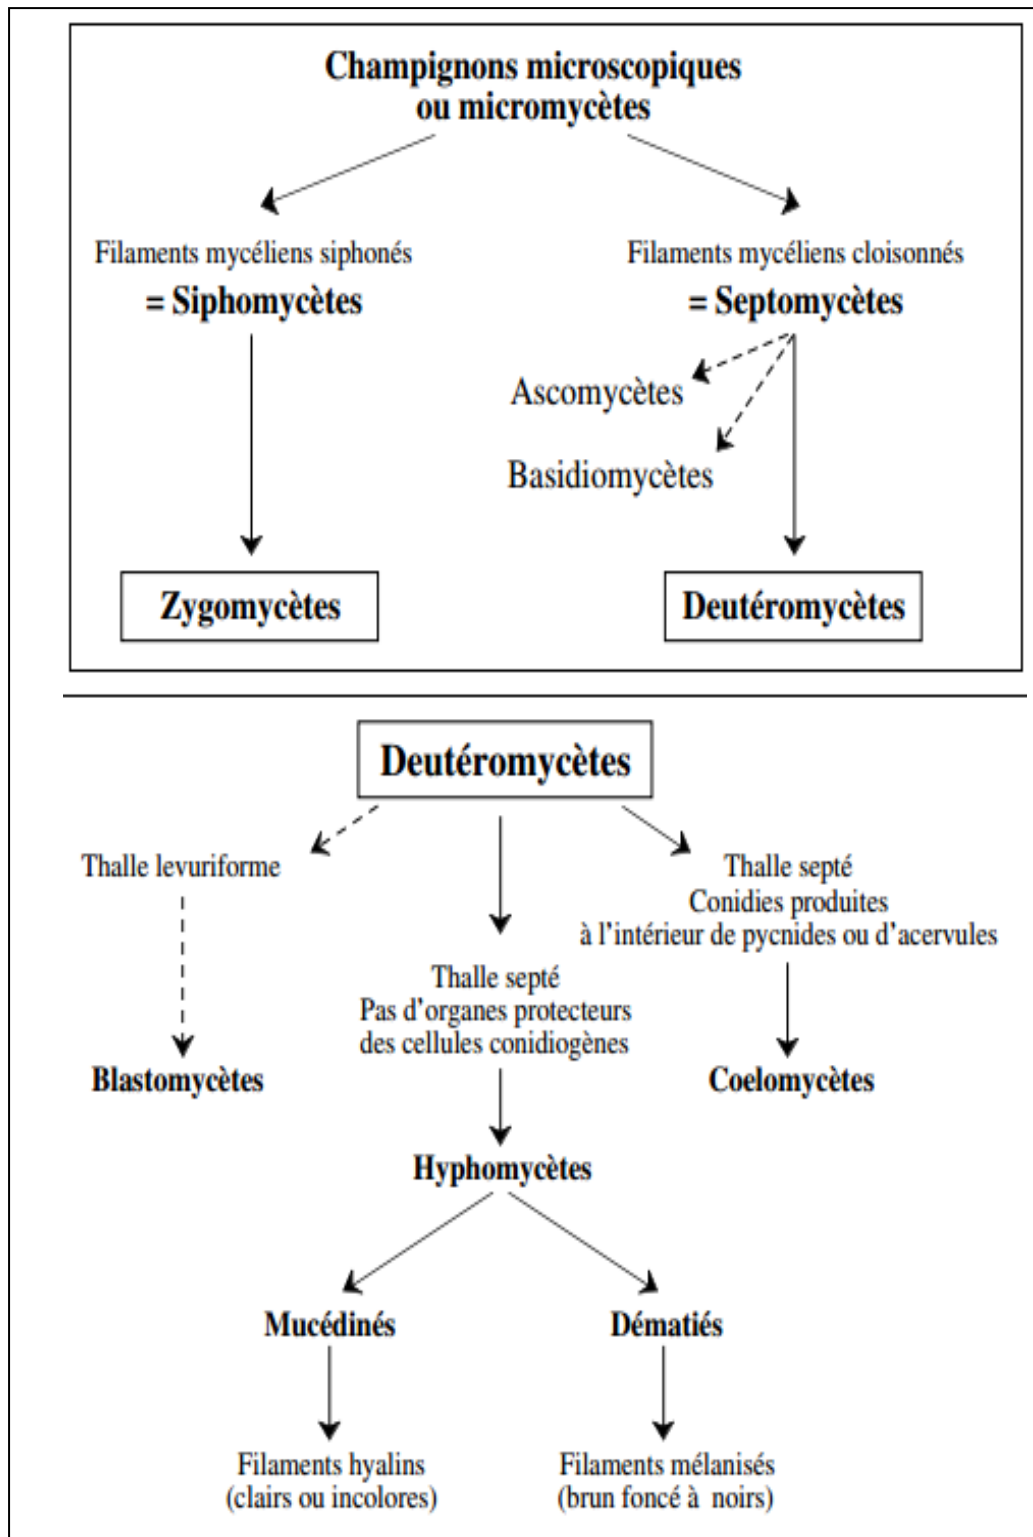 Champignons microscopiques
ou micromycètes
Filaments mycéliens siphonés
= Siphomycètes
Filaments mycéliens cloisonnés
= Septomycètes
Ascomycètes
Basidiomycètes
Zygomycètes
Deutéromycètes
Deutéromycètes
Thalle levuriforme
Blastomycètes
Thalle septé
Pas d'organes protecteurs
des cellules conidiogènes
Thalle septé
Conidies produites
à l'intérieur de pycnides ou d'acervules
Coelomycètes
Hyphomycètes
Mucédinés
Dématiés
Filaments hyalins
(clairs ou incolores)
Filaments mélanisés
(brun foncé à noirs)